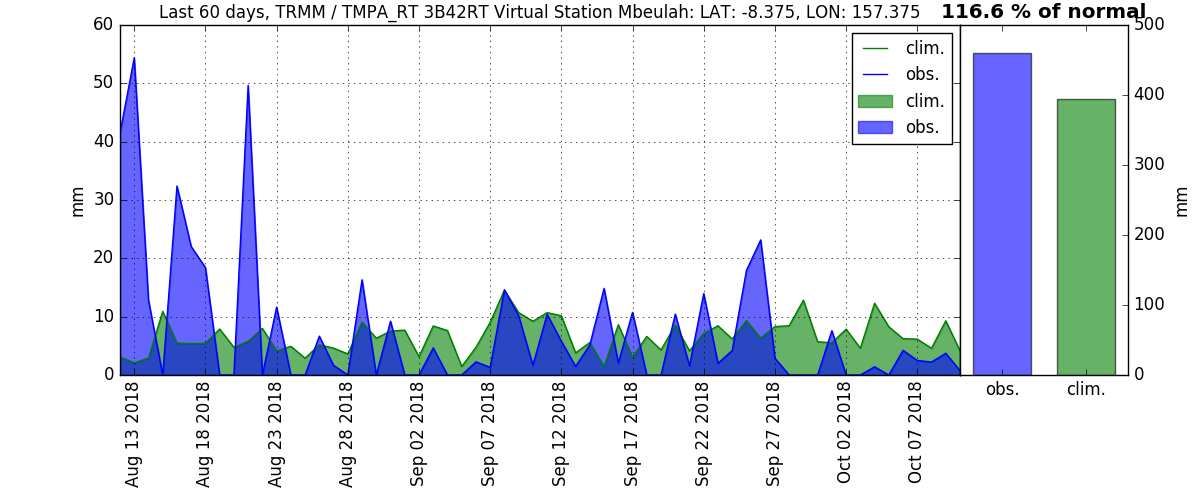 Last 60 days, TRMM / TMPA_RT 3B42RT Virtual Station Mbeulah: LAT: -8.375, LON: 157.375
116.6 % of normal
60
50
40
30
20
10
0
mm
clim.
obs.
clim.
obs.
Aug 13 2018
Aug 18 2018
Aug 23 2018
Aug 28 2018
Sep 02 2018
Sep 07 2018
Sep 12 2018
Sep 17 2018
Sep 22 2018
Sep 27 2018
Oct 02 2018
Oct 07 2018
500
400
300
200
100
0
mm
obs.
clim.